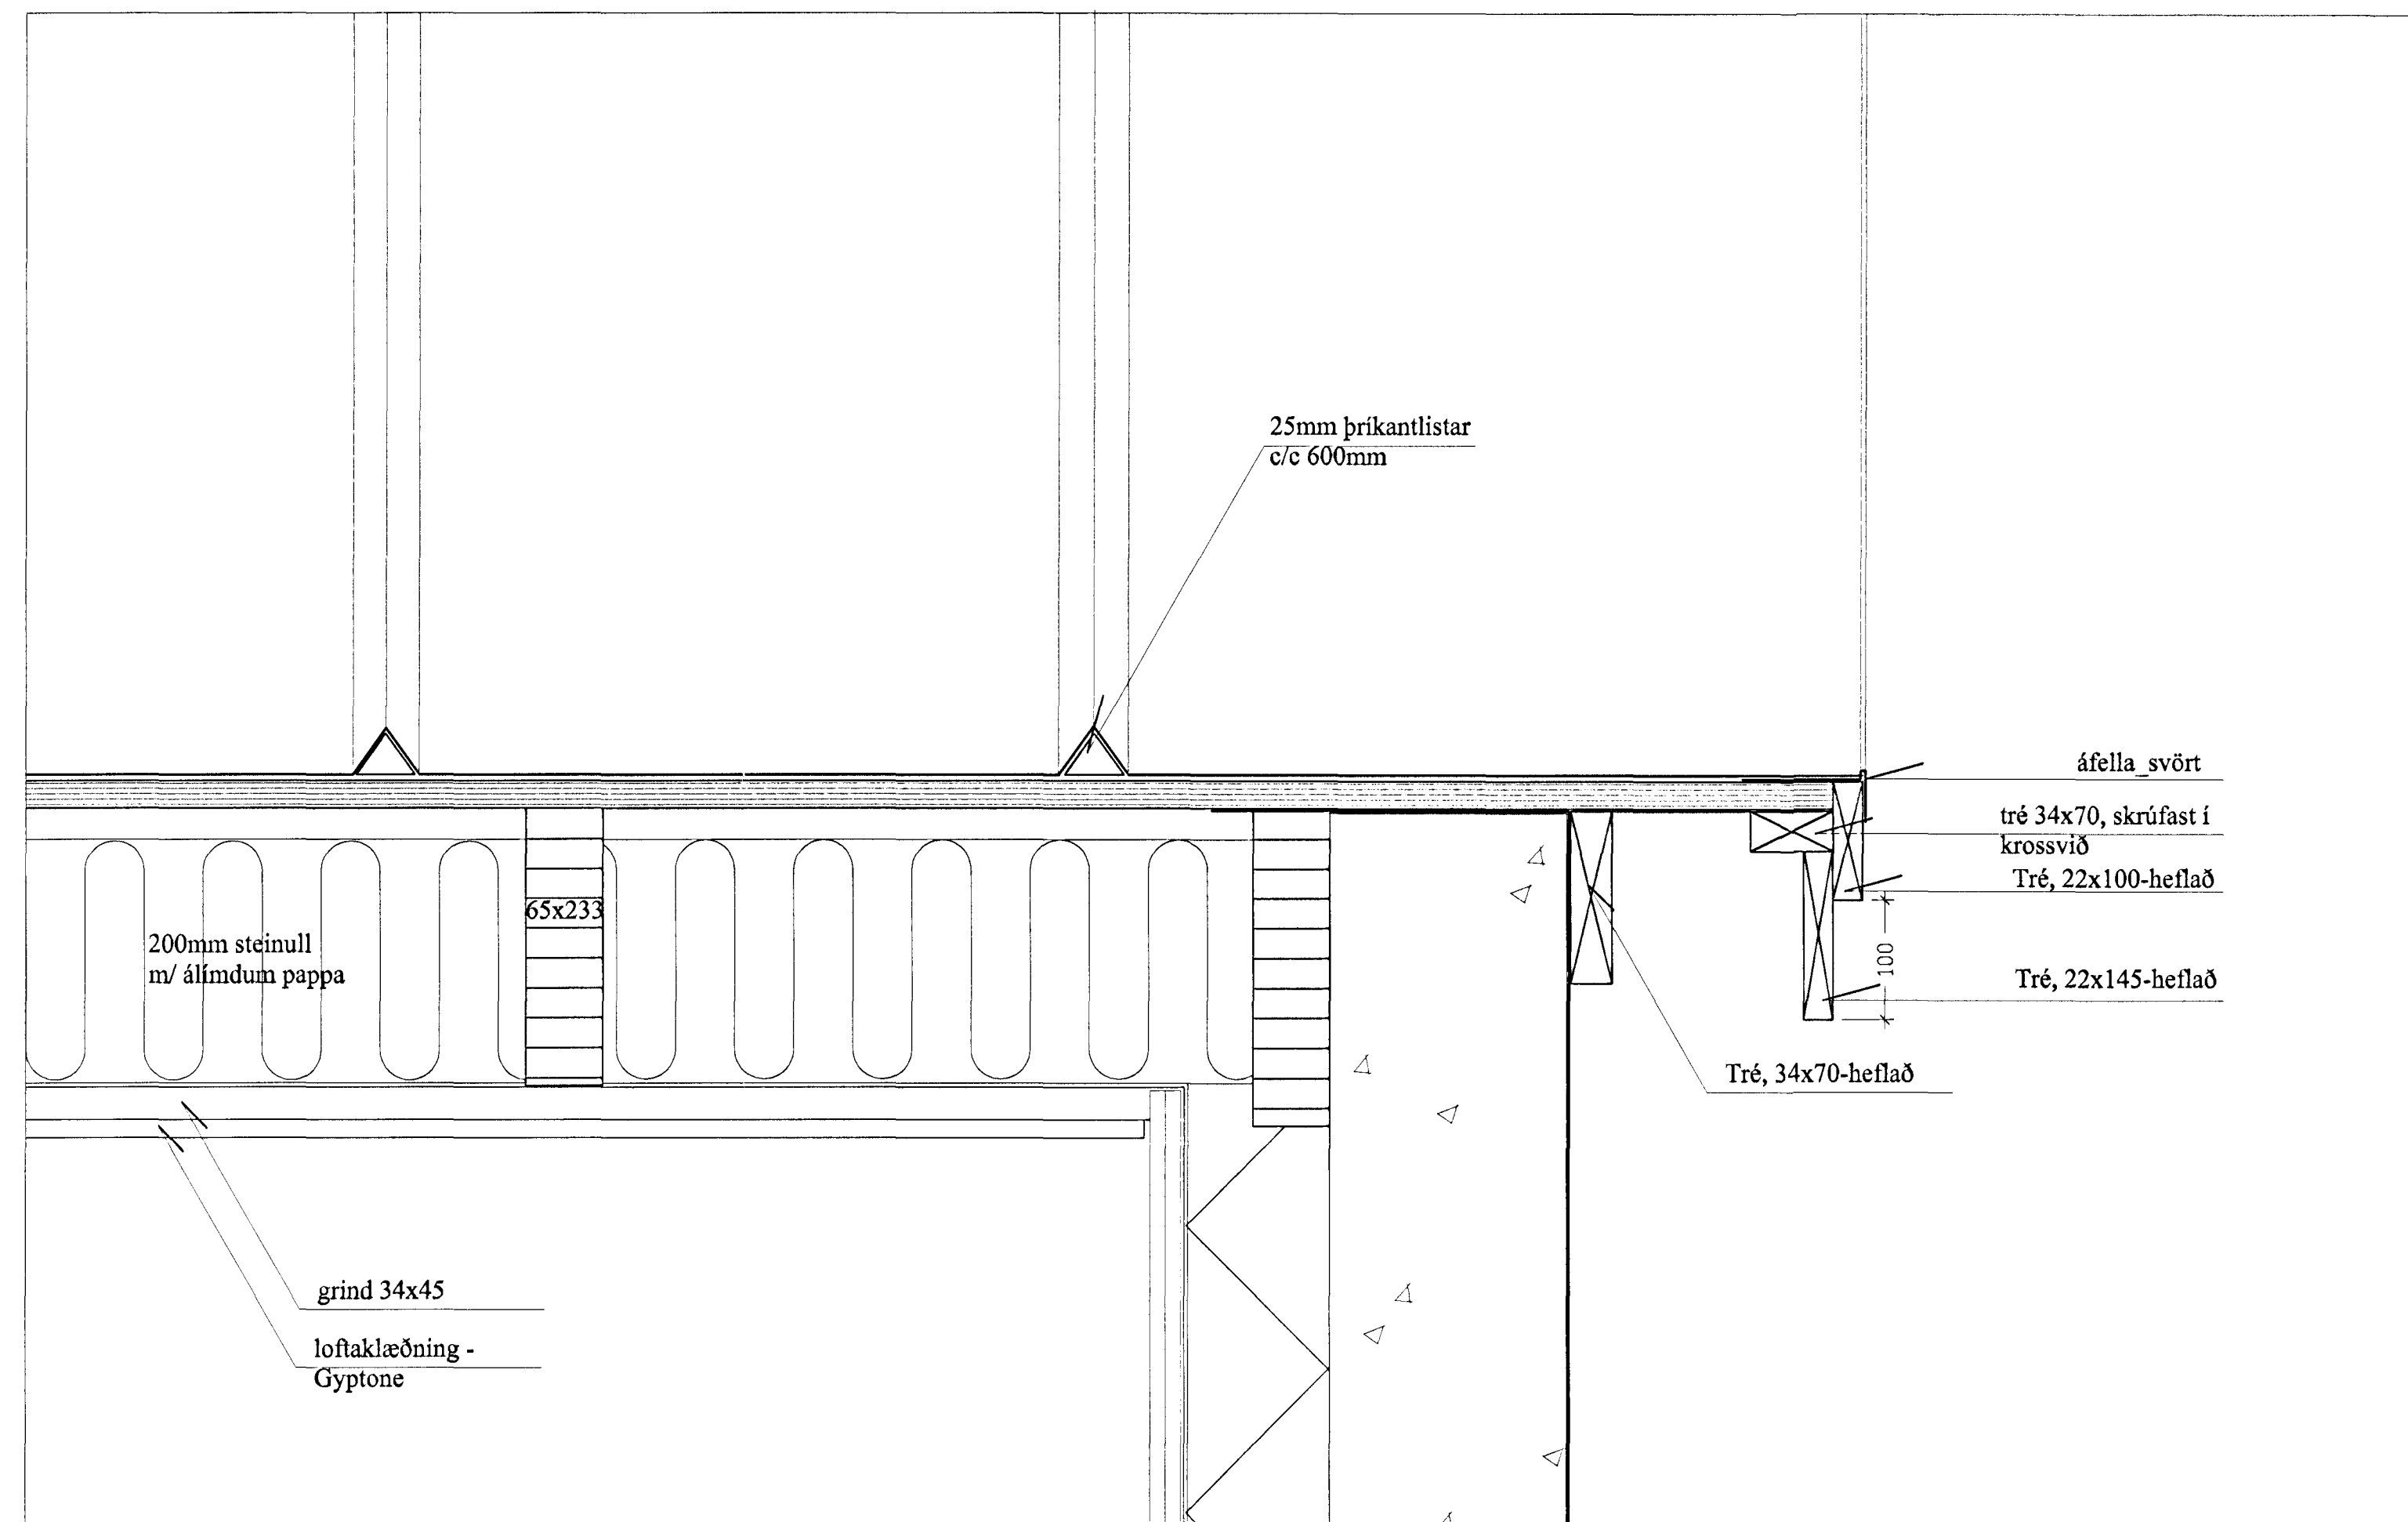 25mm þríkantlistar
c/c 600mm
áfella_svört
tré 34x70, skrúfast í
krossvið
Tré, 22x100-heflað
65x233
200mm steinull
m/ álímdum pappa
100
Tré, 22x145-heflað
Tré, 34x70-heflað
grind 34x45
loftaklæðning -
Gyptone